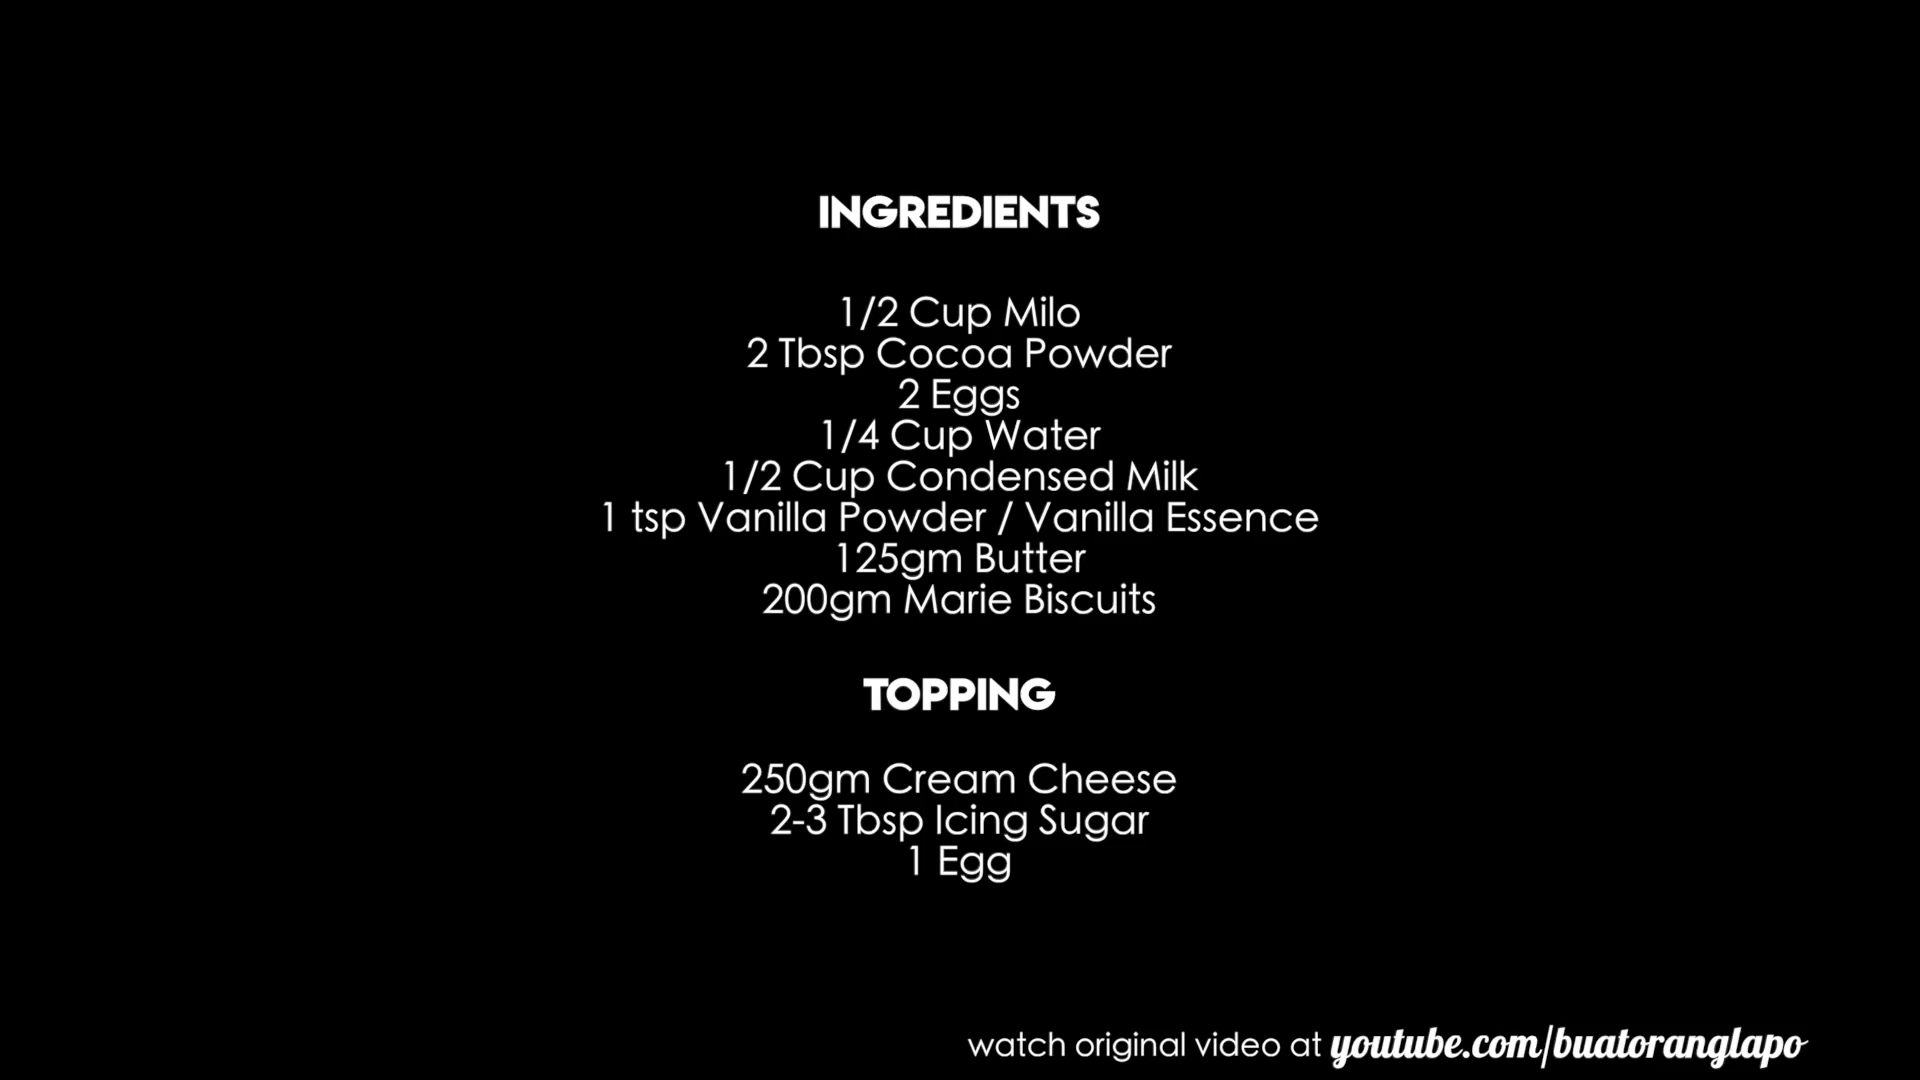 INGREDIENTS
1/2 Cup Milo
2 Tbsp Cocoa Powder
2 Eggs
1/4 Cup Water
1/2 Cup Condensed Milk
1 tsp Vanilla Powder / Vanilla Essence
125gm Butter
200gm Marie Biscuits
TOPPING
250gm Cream Cheese
2-3 Tbsp Icing Sugar
1 Egg
watch original video at youtube.com/buatoranglapo